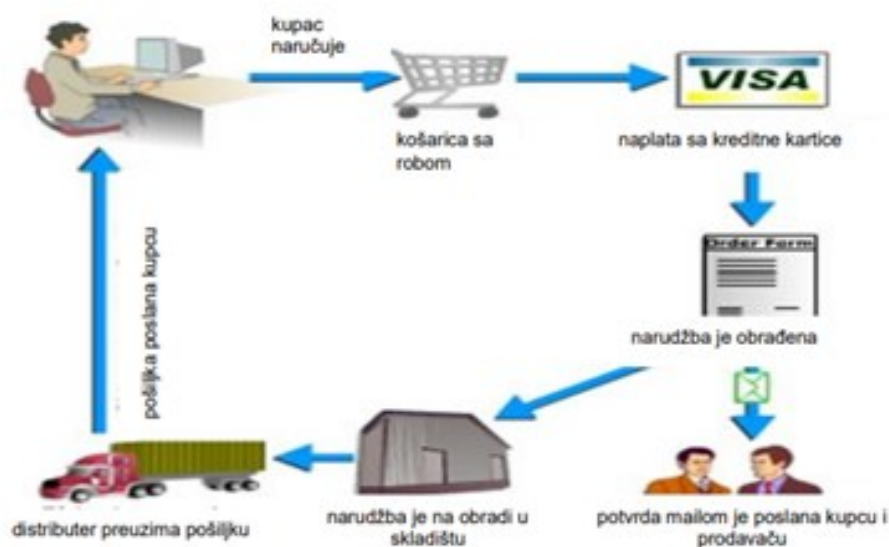 kupac
naručuje
košarica sa
robom
VISA
naplata sa kreditne kartice
Order Form
narudžba je obrađena
potvrda mailom je poslana kupcu i
prodavaču
narudžba je na obradi u
skladištu
distributer preuzima pošiljku
pošiljka poslana kupcu